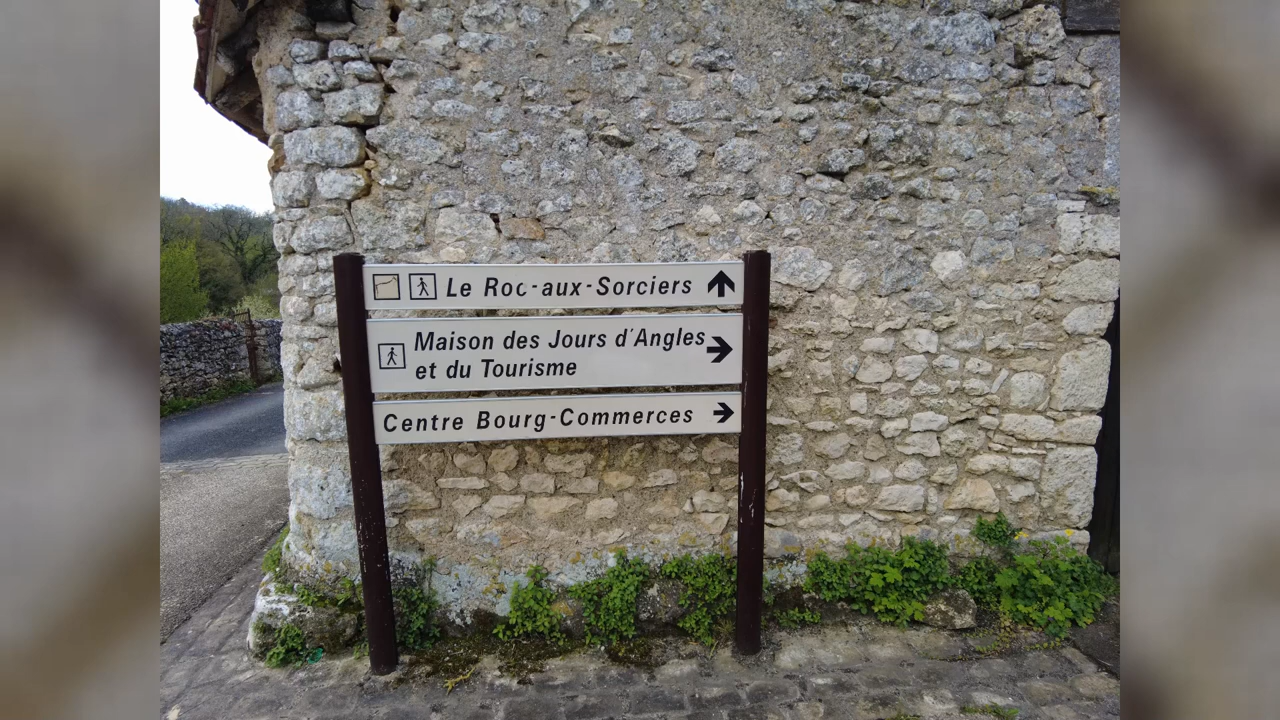 Le Roc-aux-Sorciers
Maison des Jours d'Angles
et du Tourisme
Centre Bourg-Commerces